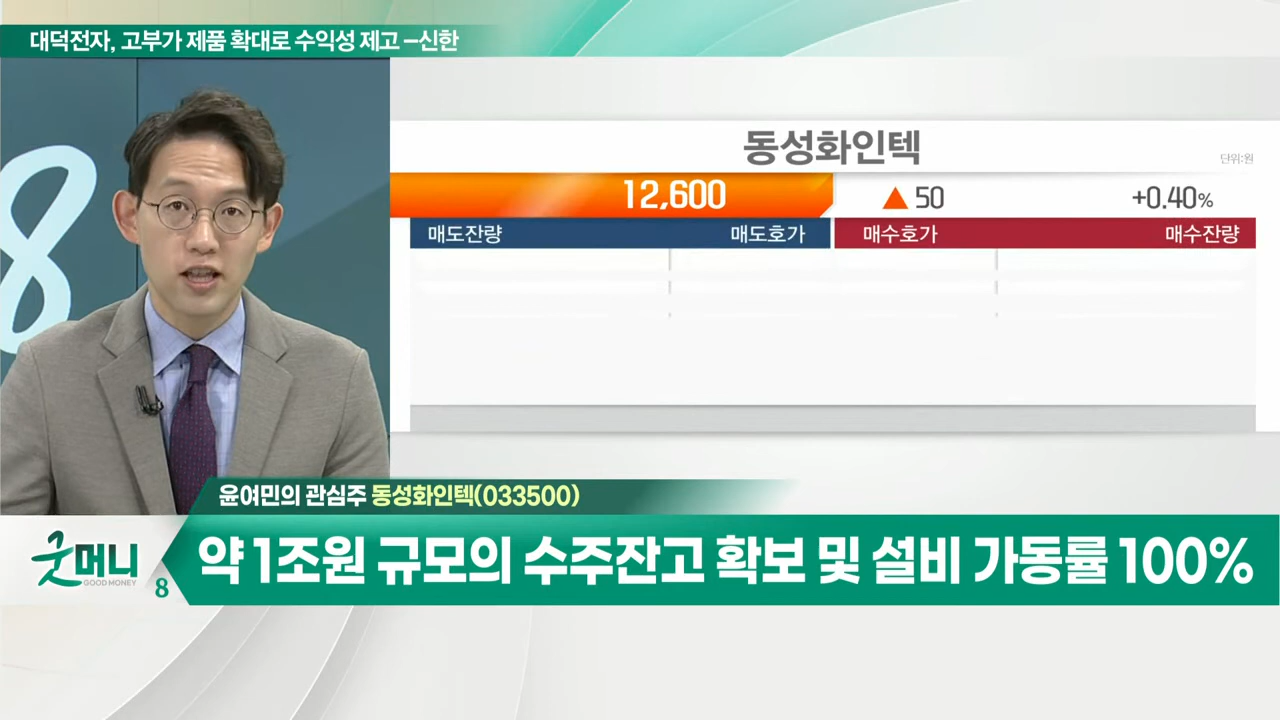 대덕전자, 고부가 제품 확대로 수익성 제고 –신한
8
동성화인텍
단위:원
12,600 ▲50 +0.40%
매도잔량 매도호가 매수호가 매수잔량
윤여민의 관심주 동성화인텍(033500)
굿머니
GOOD MONEY
8
약 1조원 규모의 수주잔고 확보 및 설비 가동률 100%